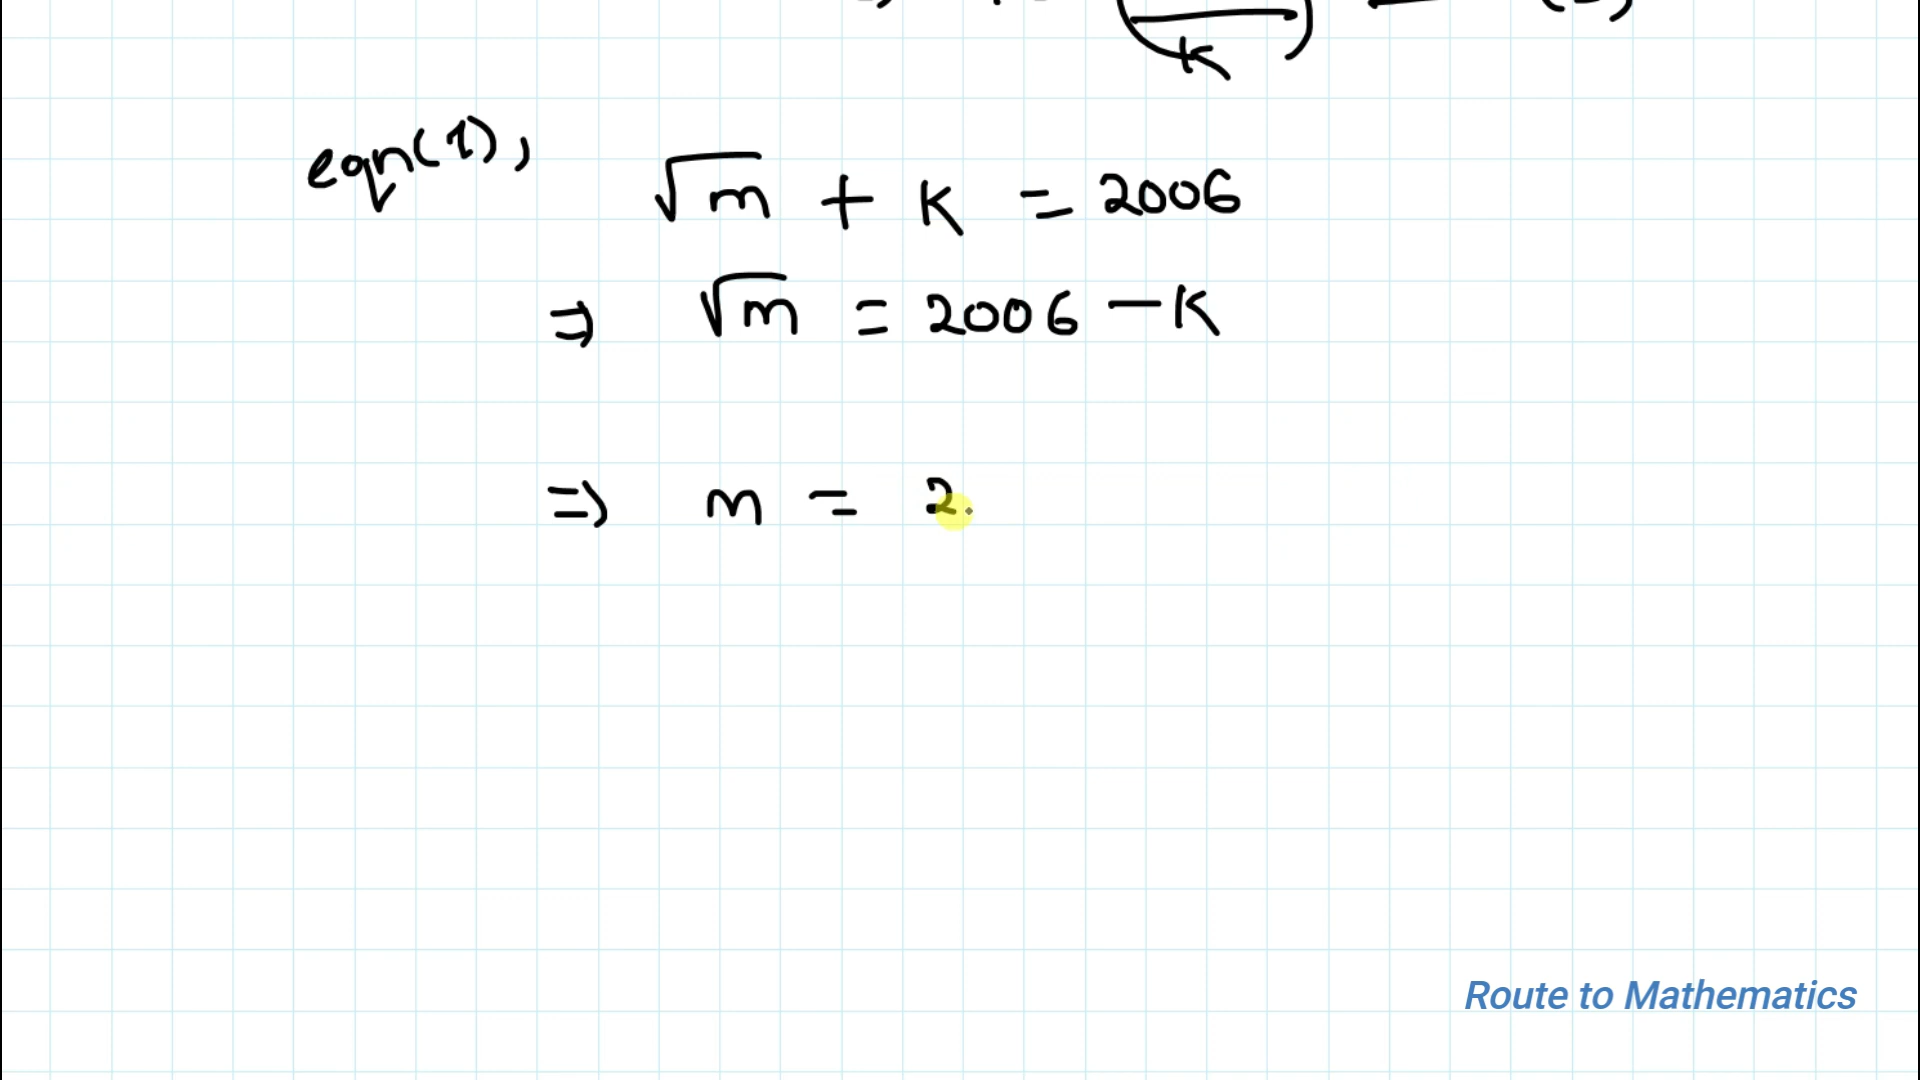 K
eqn(1), √m + K = 2006
⇒ √m = 2006 - K
⇒ m = 2.
Route to Mathematics